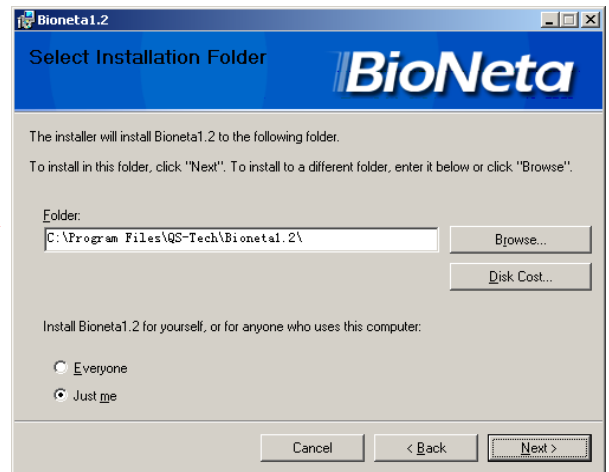 Bioneta1.2
Select Installation Folder
BioNeta
The installer will install Bioneta1.2 to the following folder.
To install in this folder, click "Next". To install to a different folder, enter it below or click "Browse".
Folder:
C:\Program Files\QS-Tech\Bioneta1.2\
Browse...
Disk Cost...
Install Bioneta1.2 for yourself, or for anyone who uses this computer:
Everyone
Just me
Cancel
< Back
Next >